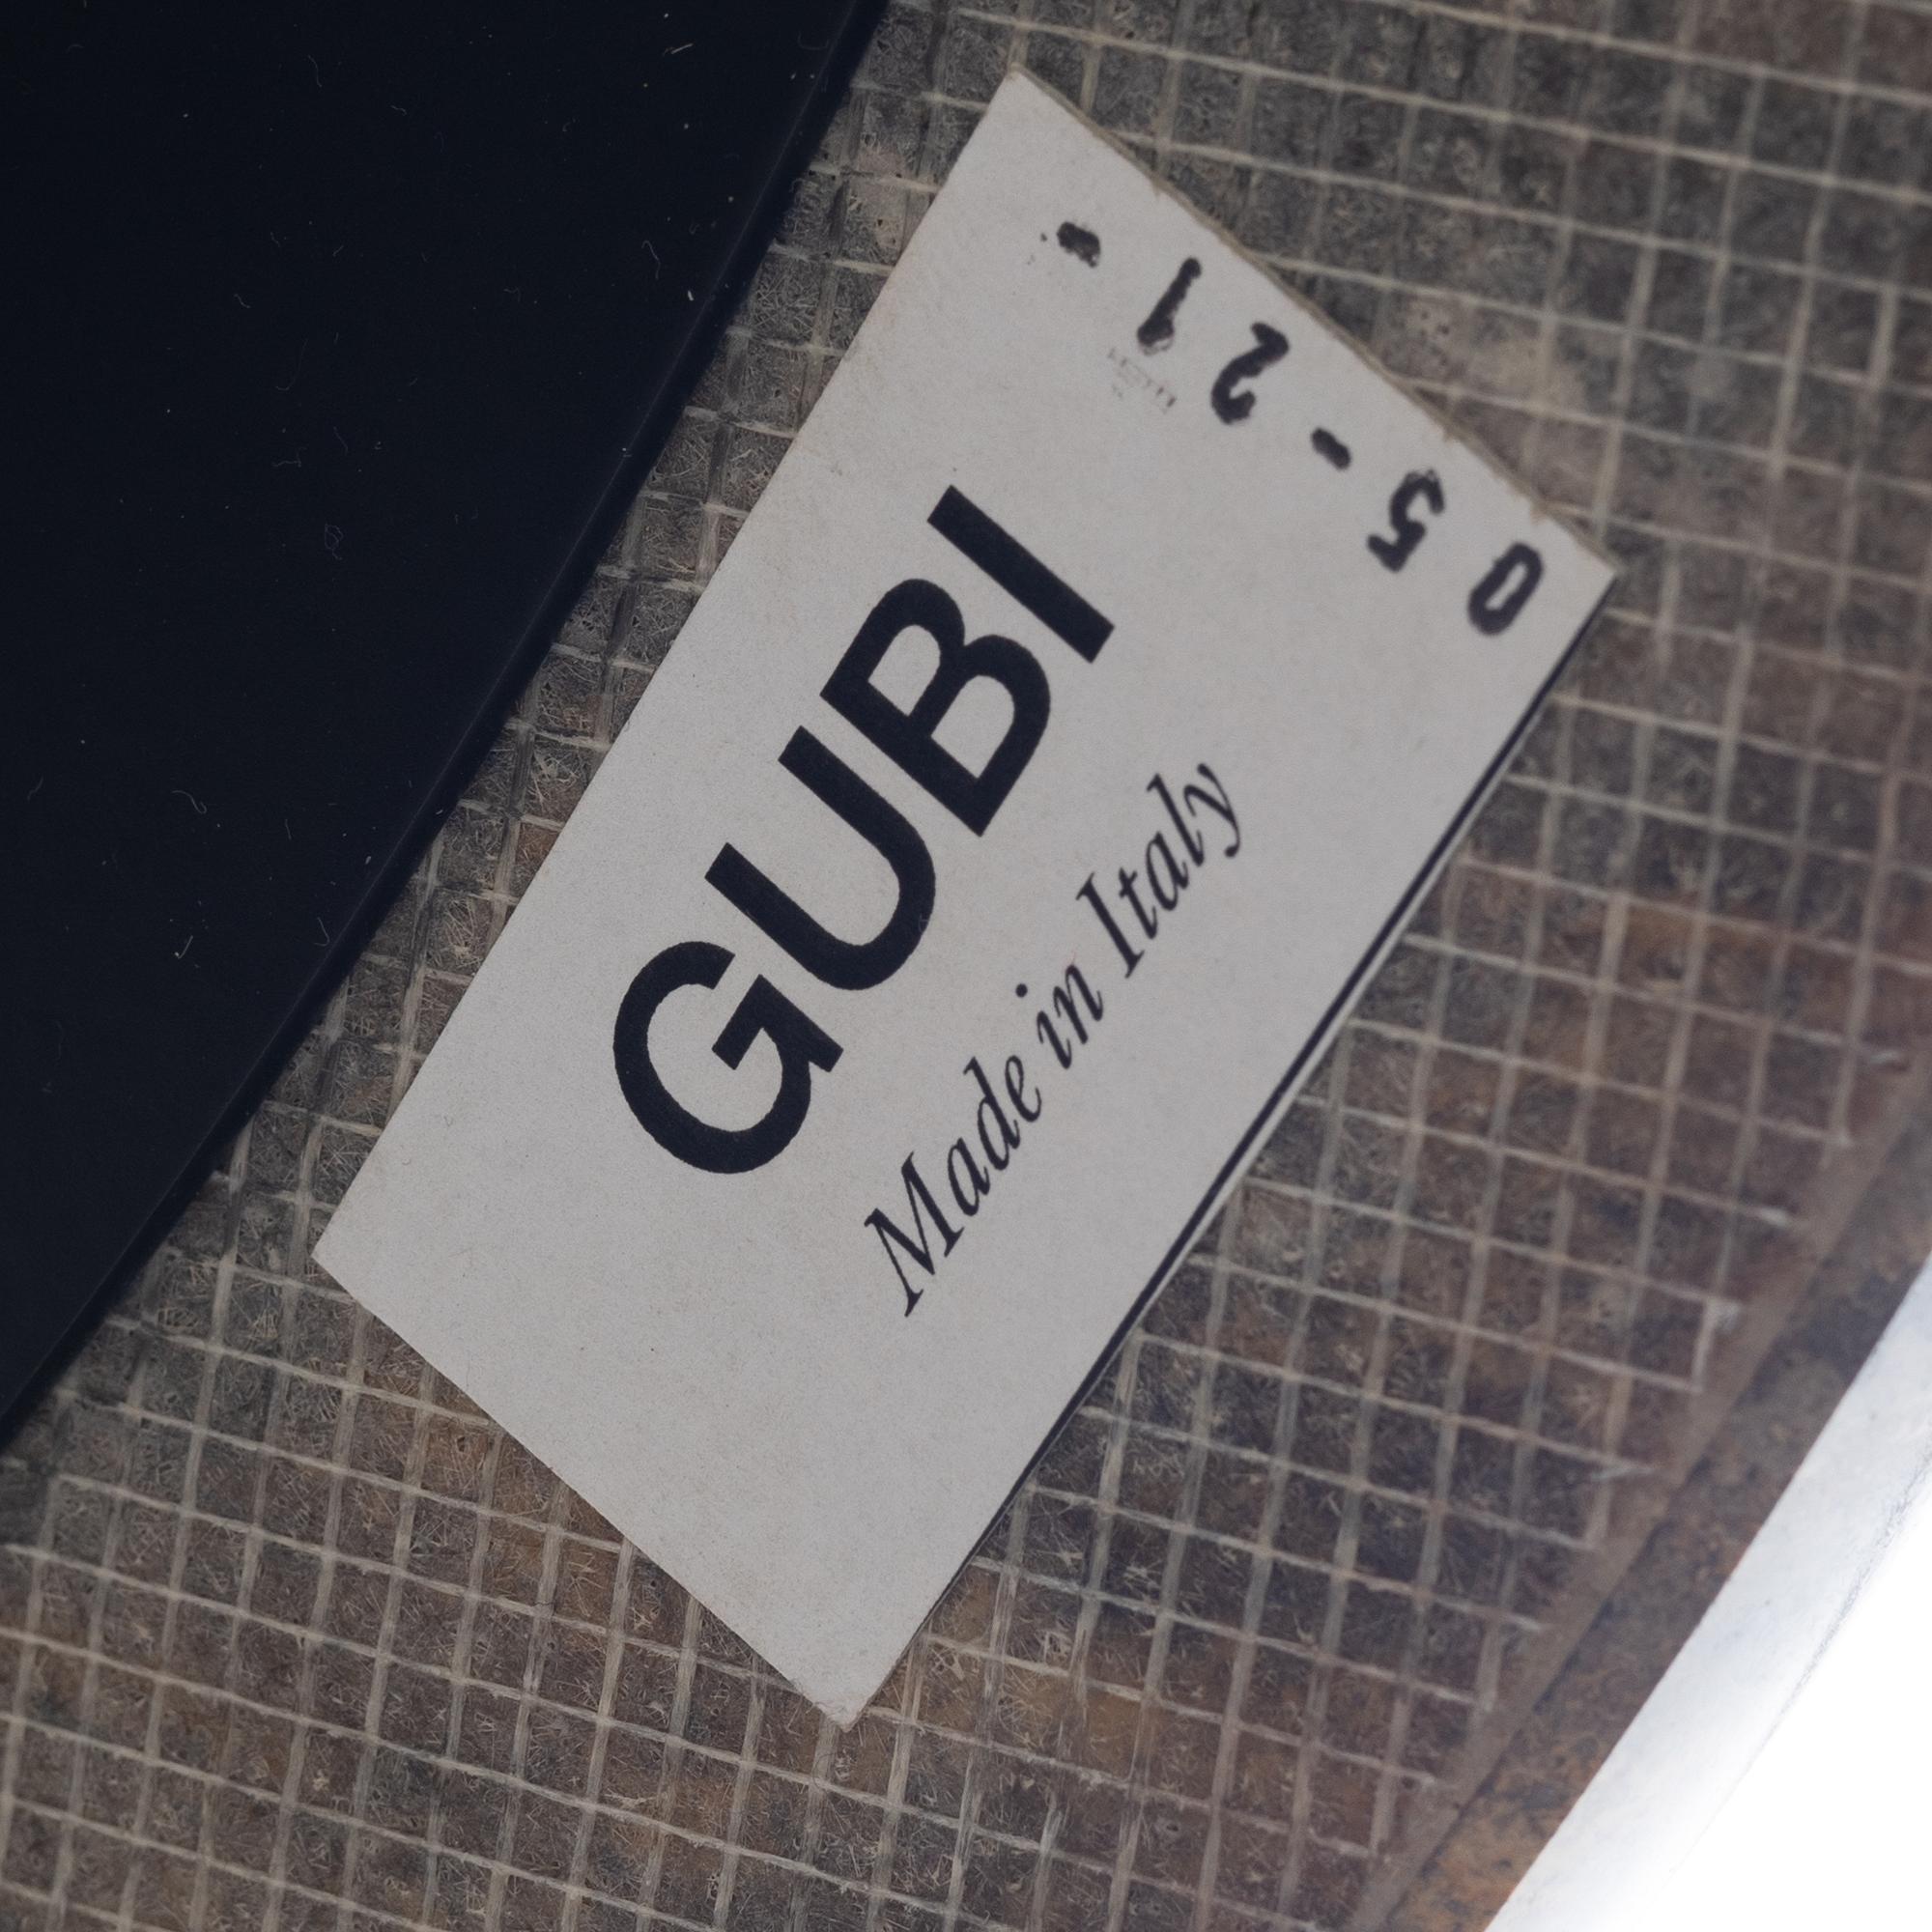 05-21-
GUBI
Made in Italy